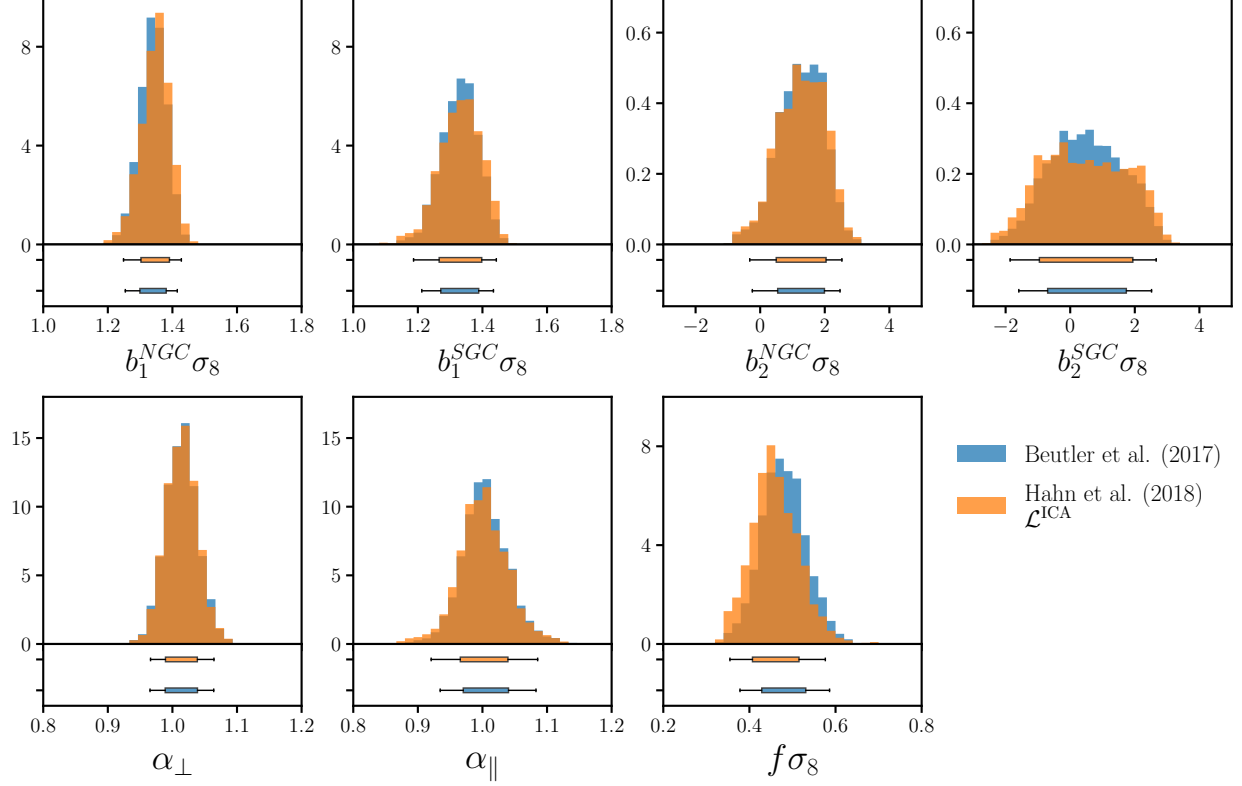 8
4
0
1.0 1.2 1.4 1.6 1.8
b_1^{NGC}σ_8
8
4
0
1.0 1.2 1.4 1.6 1.8
b_1^{SGC}σ_8
0.6
0.4
0.2
0.0
−2 0 2 4
b_2^{NGC}σ_8
0.6
0.4
0.2
0.0
−2 0 2 4
b_2^{SGC}σ_8
15
10
5
0
0.8 0.9 1.0 1.1 1.2
α_⊥
15
10
5
0
0.8 0.9 1.0 1.1 1.2
α_∥
8
4
0
0.2 0.4 0.6 0.8
fσ_8
Beutler et al. (2017)
Hahn et al. (2018)
ℒ^{ICA}